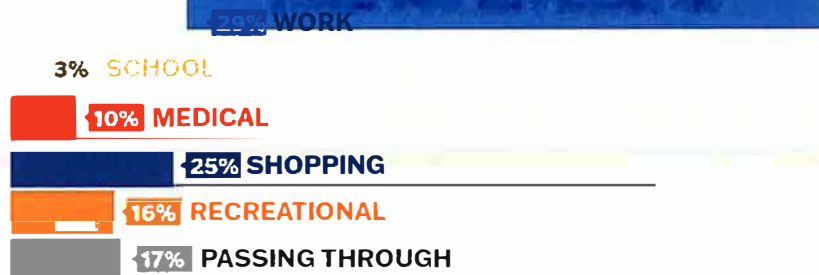 29% WORK
3% SCHOOL
10% MEDICAL
25% SHOPPING
16% RECREATIONAL
17% PASSING THROUGH